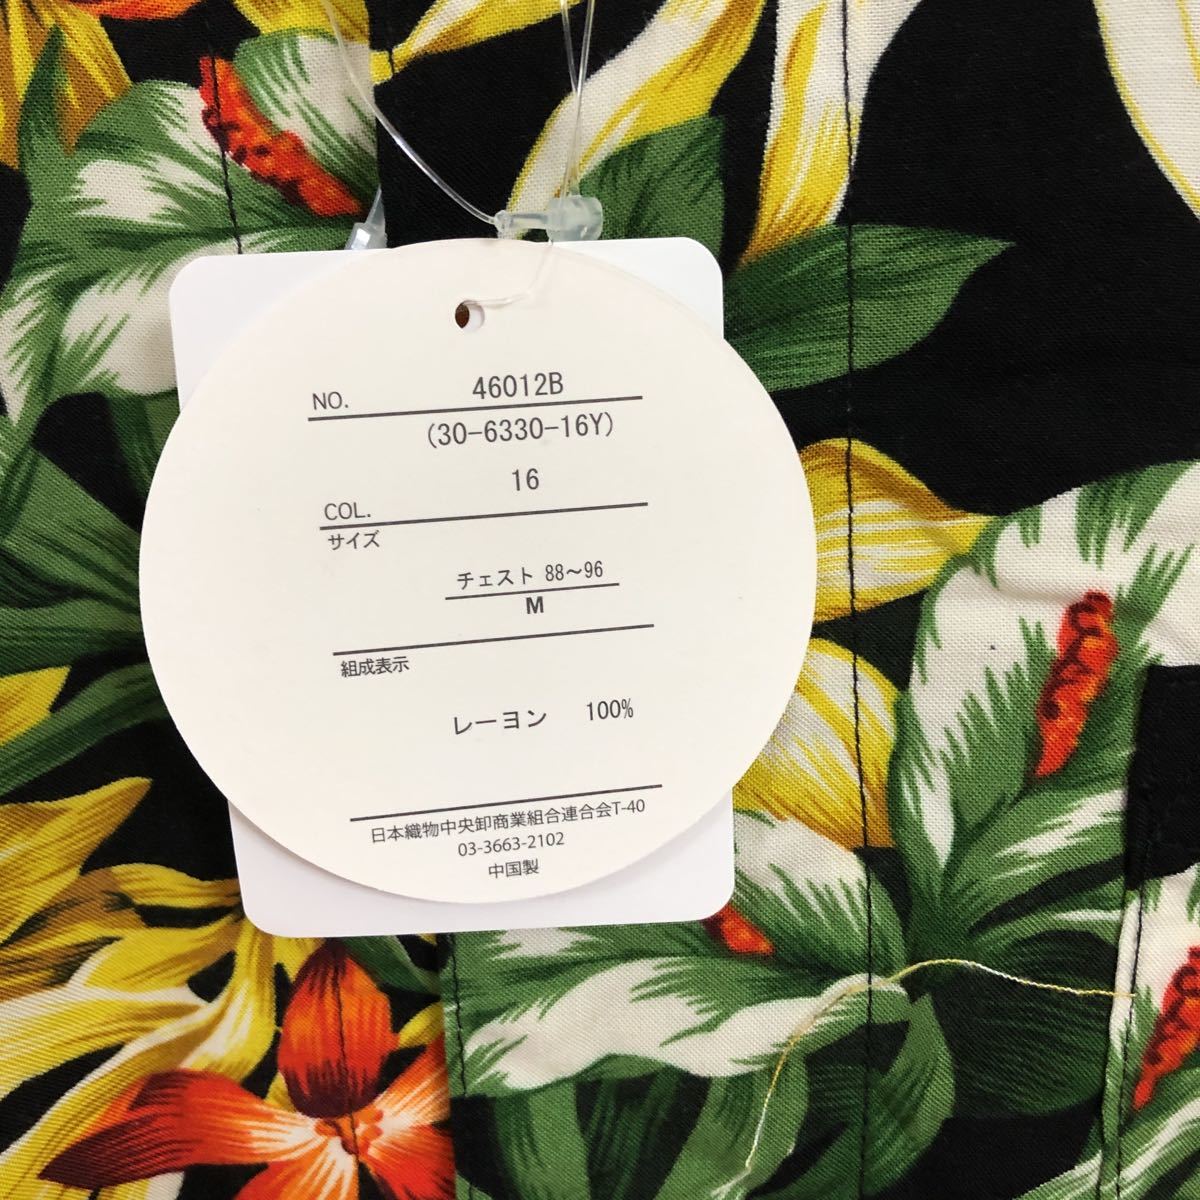 NO. 46012B
(30-6330-16Y)
COL. 16
サイズ
チェスト 88〜96
M
組成表示
レーヨン 100%
日本織物中央卸商業組合連合会T-40
03-3663-2102
中国製